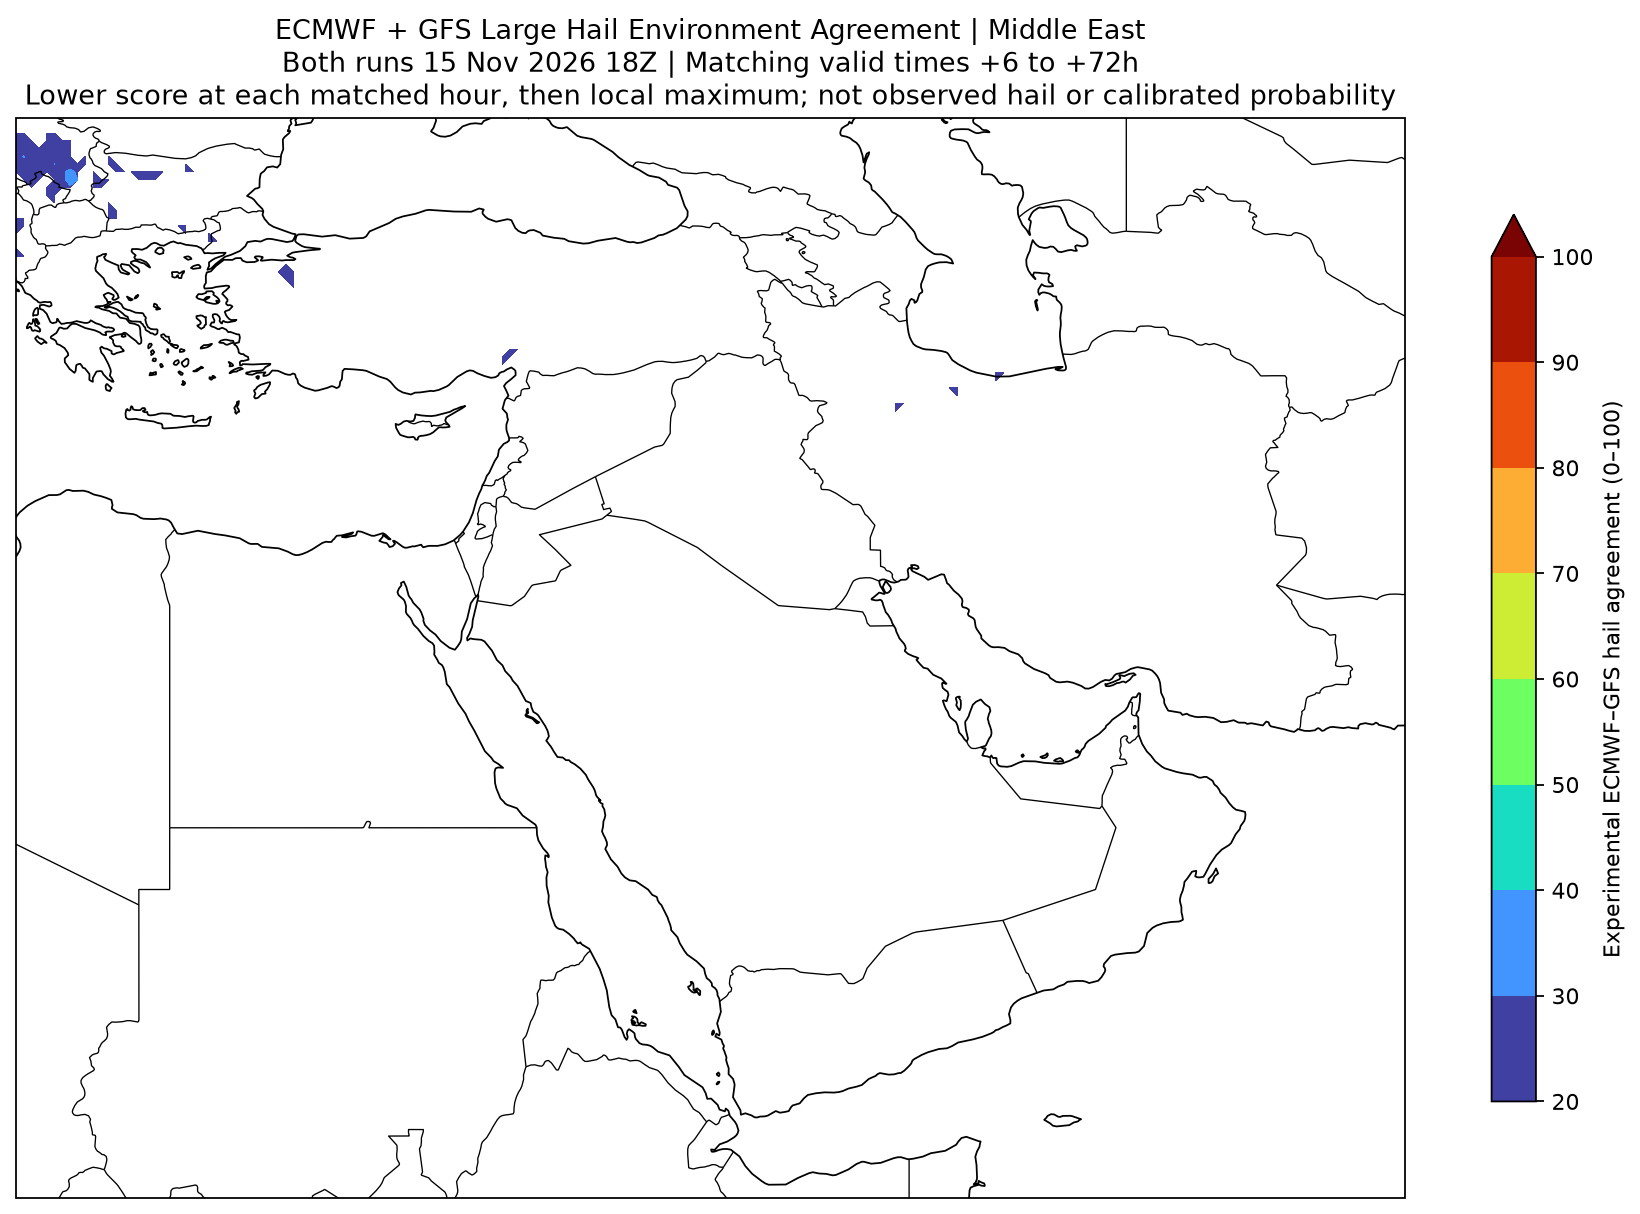 ECMWF + GFS Large Hail Environment Agreement | Middle East
Both runs 15 Nov 2026 18Z | Matching valid times +6 to +72h
Lower score at each matched hour, then local maximum; not observed hail or calibrated probability
100
90
80
70
60
50
40
30
20
Experimental ECMWF–GFS hail agreement (0–100)